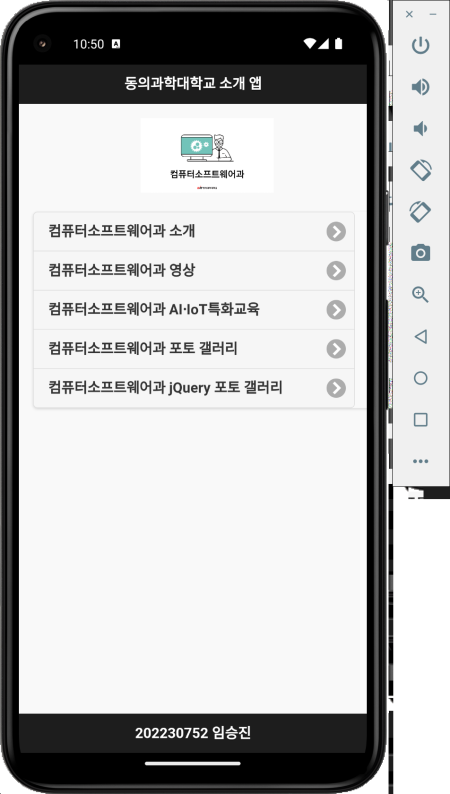 10:50 A
동의과학대학교 소개 앱
컴퓨터소프트웨어과
컴퓨터소프트웨어과 소개
컴퓨터소프트웨어과 영상
컴퓨터소프트웨어과 AI·IoT특화교육
컴퓨터소프트웨어과 포토 갤러리
컴퓨터소프트웨어과 jQuery 포토 갤러리
202230752 임승진